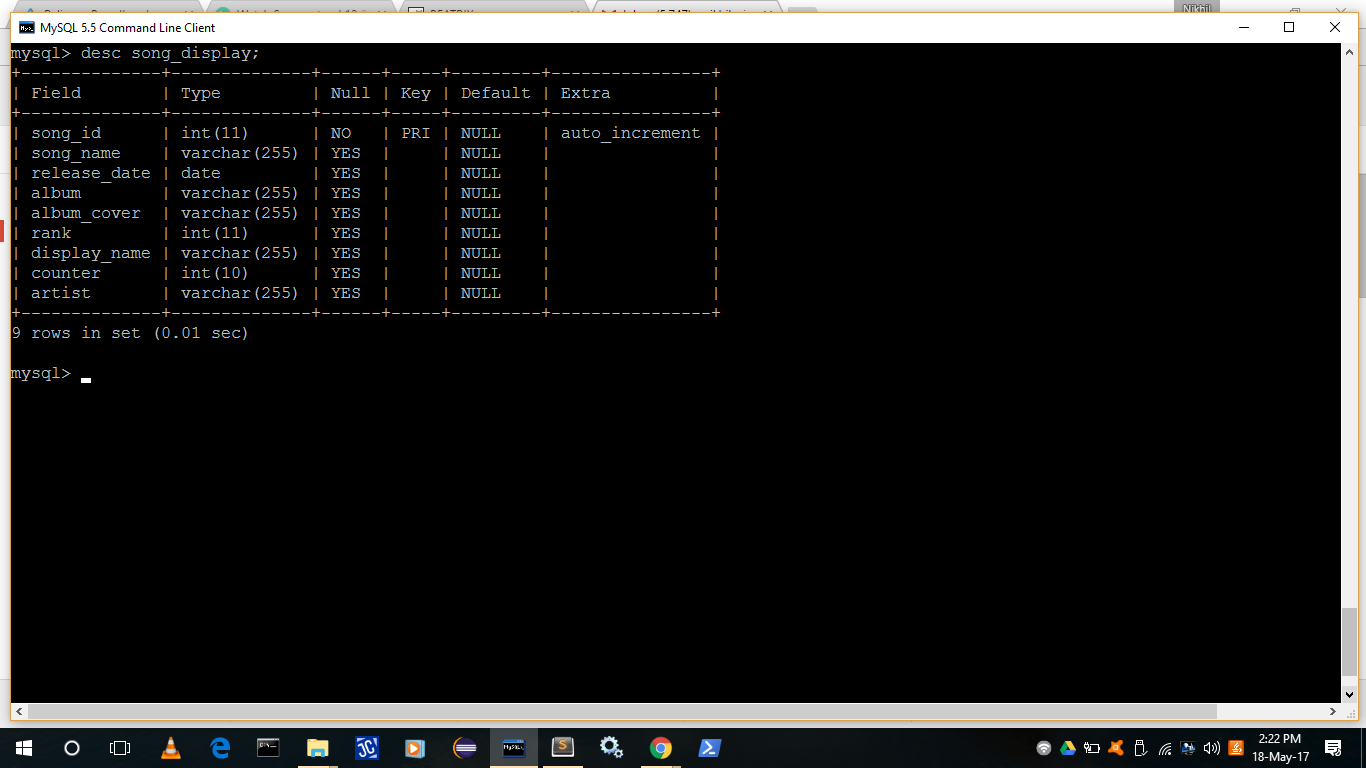 Nikhil
MySQL 5.5 Command Line Client
mysql> desc song_display;
+--------------+--------------+------+-----+---------+----------------+
| Field        | Type         | Null | Key | Default | Extra          |
+--------------+--------------+------+-----+---------+----------------+
| song_id      | int(11)      | NO   | PRI | NULL    | auto_increment |
| song_name    | varchar(255) | YES  |     | NULL    |                |
| release_date | date         | YES  |     | NULL    |                |
| album        | varchar(255) | YES  |     | NULL    |                |
| album_cover  | varchar(255) | YES  |     | NULL    |                |
| rank         | int(11)      | YES  |     | NULL    |                |
| display_name | varchar(255) | YES  |     | NULL    |                |
| counter      | int(10)      | YES  |     | NULL    |                |
| artist       | varchar(255) | YES  |     | NULL    |                |
+--------------+--------------+------+-----+---------+----------------+
9 rows in set (0.01 sec)
mysql>
2:22 PM
18-May-17